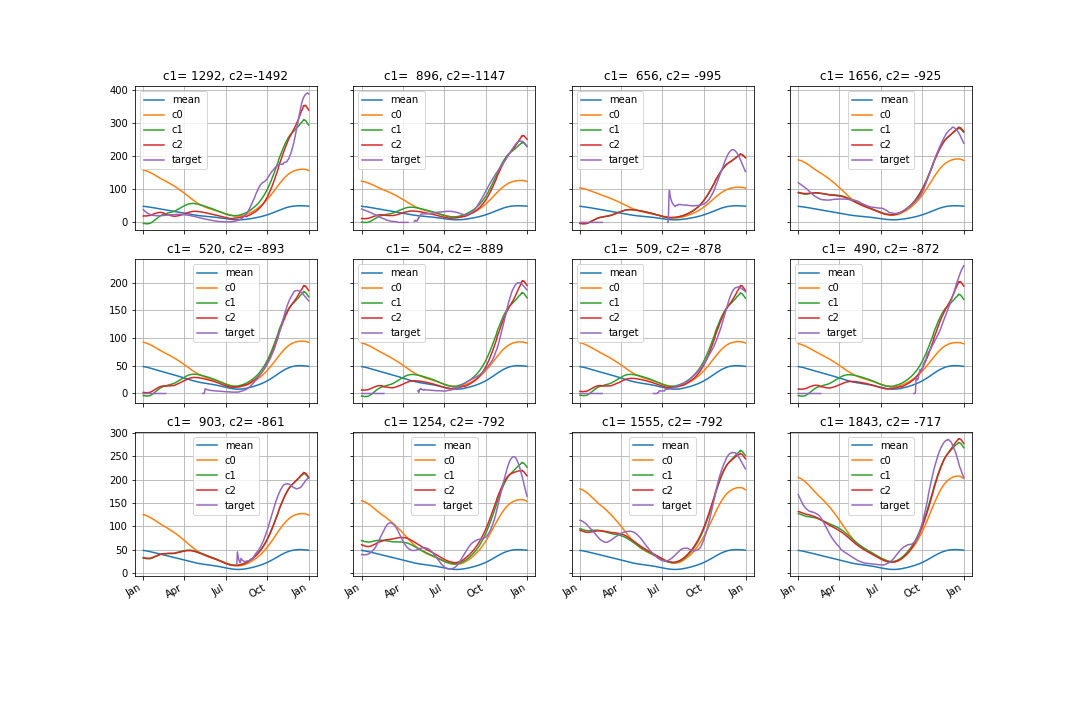 c1= 1292, c2=-1492
c1=  896, c2=-1147
c1=  656, c2= -995
c1= 1656, c2= -925
400
300
200
100
0
mean
c0
c1
c2
target
mean
c0
c1
c2
target
mean
c0
c1
c2
target
mean
c0
c1
c2
target
c1=  520, c2= -893
c1=  504, c2= -889
c1=  509, c2= -878
c1=  490, c2= -872
200
150
100
50
0
mean
c0
c1
c2
target
mean
c0
c1
c2
target
mean
c0
c1
c2
target
mean
c0
c1
c2
target
c1=  903, c2= -861
c1= 1254, c2= -792
c1= 1555, c2= -792
c1= 1843, c2= -717
300
250
200
150
100
50
0
mean
c0
c1
c2
target
mean
c0
c1
c2
target
mean
c0
c1
c2
target
mean
c0
c1
c2
target
Jan
Apr
Jul
Oct
Jan
Jan
Apr
Jul
Oct
Jan
Jan
Apr
Jul
Oct
Jan
Jan
Apr
Jul
Oct
Jan